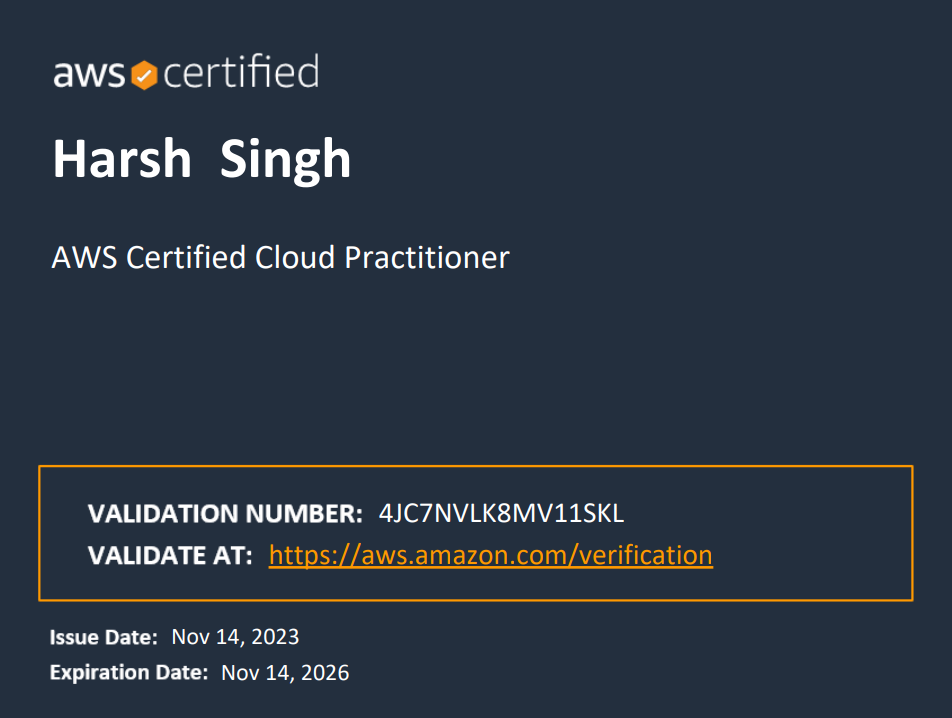 aws certified
Harsh Singh
AWS Certified Cloud Practitioner
VALIDATION NUMBER: 4JC7NVLK8MV11SKL
VALIDATE AT: https://aws.amazon.com/verification
Issue Date: Nov 14, 2023
Expiration Date: Nov 14, 2026